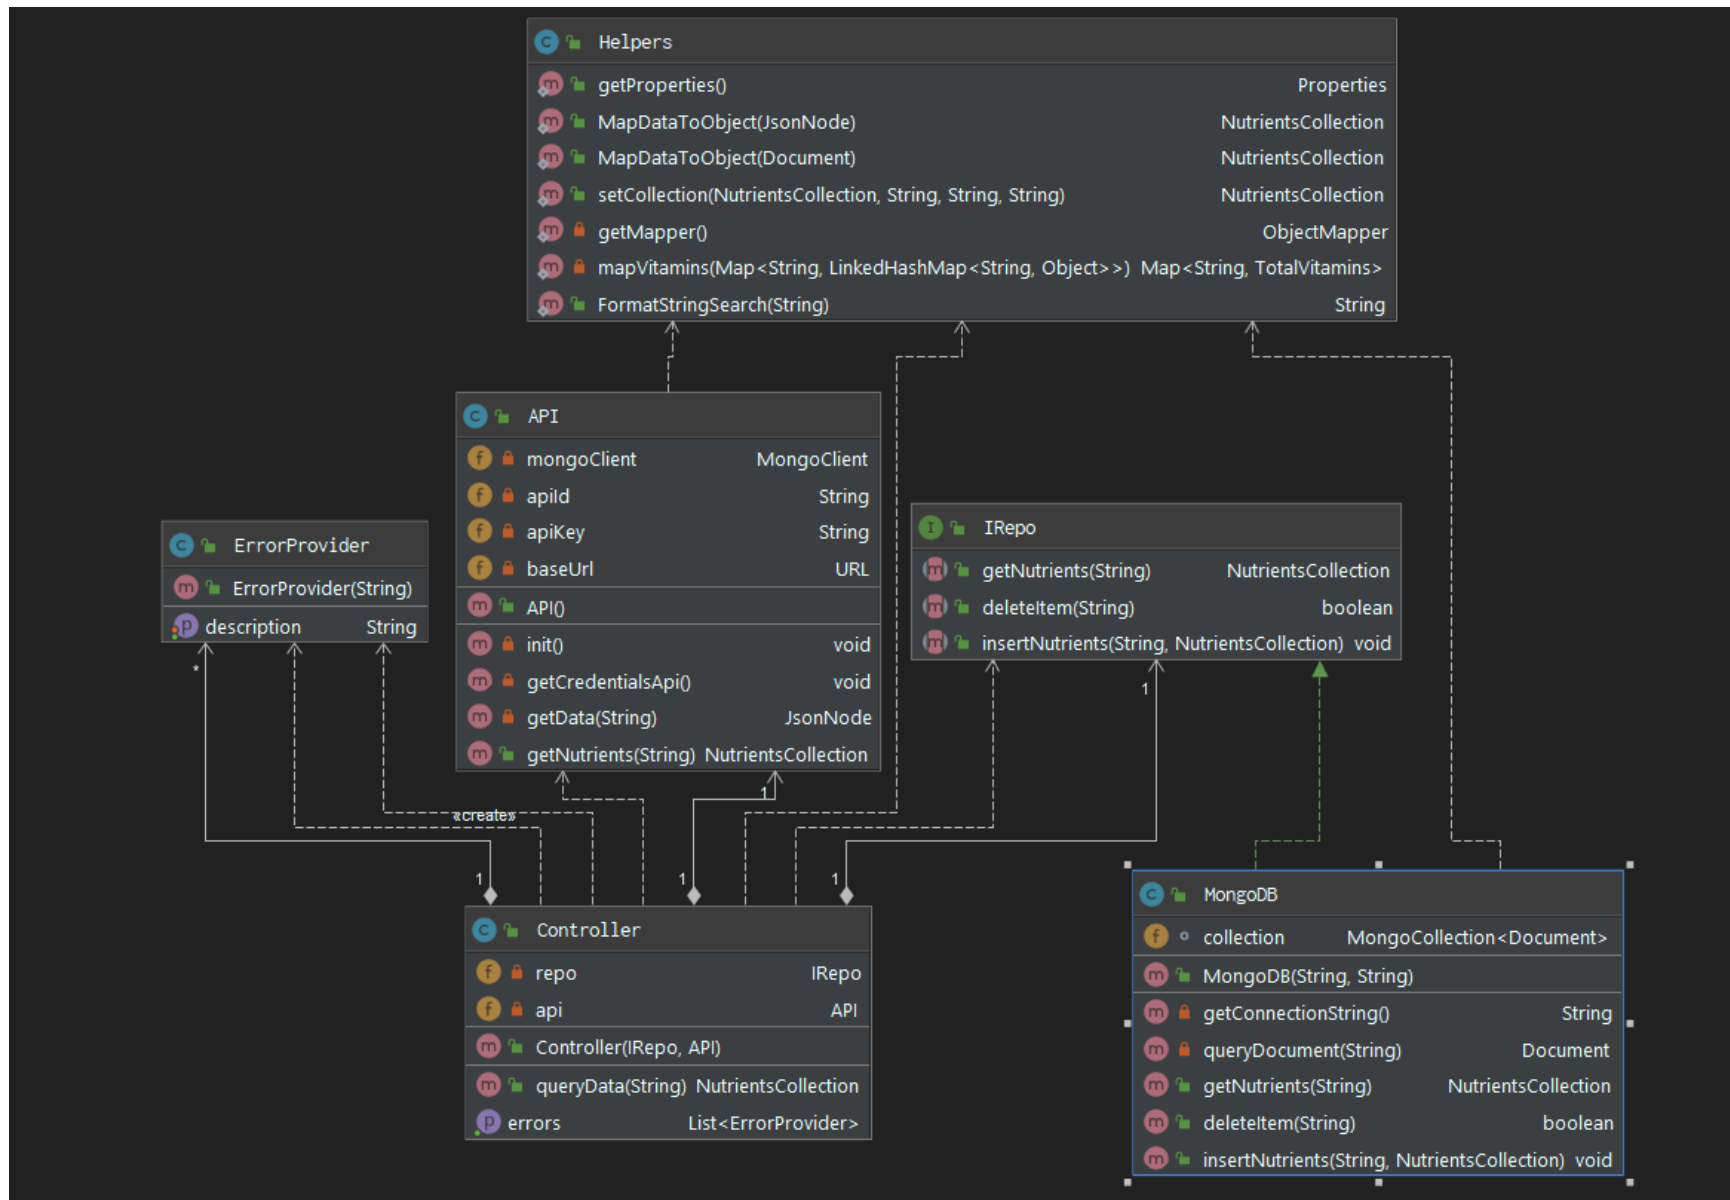 Helpers
getProperties() Properties
MapDataToObject(JsonNode) NutrientsCollection
MapDataToObject(Document) NutrientsCollection
setCollection(NutrientsCollection, String, String, String) NutrientsCollection
getMapper() ObjectMapper
mapVitamins(Map<String, LinkedHashMap<String, Object>>) Map<String, TotalVitamins>
FormatStringSearch(String) String
API
mongoClient MongoClient
apiId String
apiKey String
baseUrl URL
API()
init() void
getCredentialsApi() void
getData(String) JsonNode
getNutrients(String) NutrientsCollection
ErrorProvider
ErrorProvider(String)
description String
IRepo
getNutrients(String) NutrientsCollection
deleteItem(String) boolean
insertNutrients(String, NutrientsCollection) void
*
1
1
«create»
1
1
1
Controller
repo IRepo
api API
Controller(IRepo, API)
queryData(String) NutrientsCollection
errors List<ErrorProvider>
MongoDB
collection MongoCollection<Document>
MongoDB(String, String)
getConnectionString() String
queryDocument(String) Document
getNutrients(String) NutrientsCollection
deleteItem(String) boolean
insertNutrients(String, NutrientsCollection) void